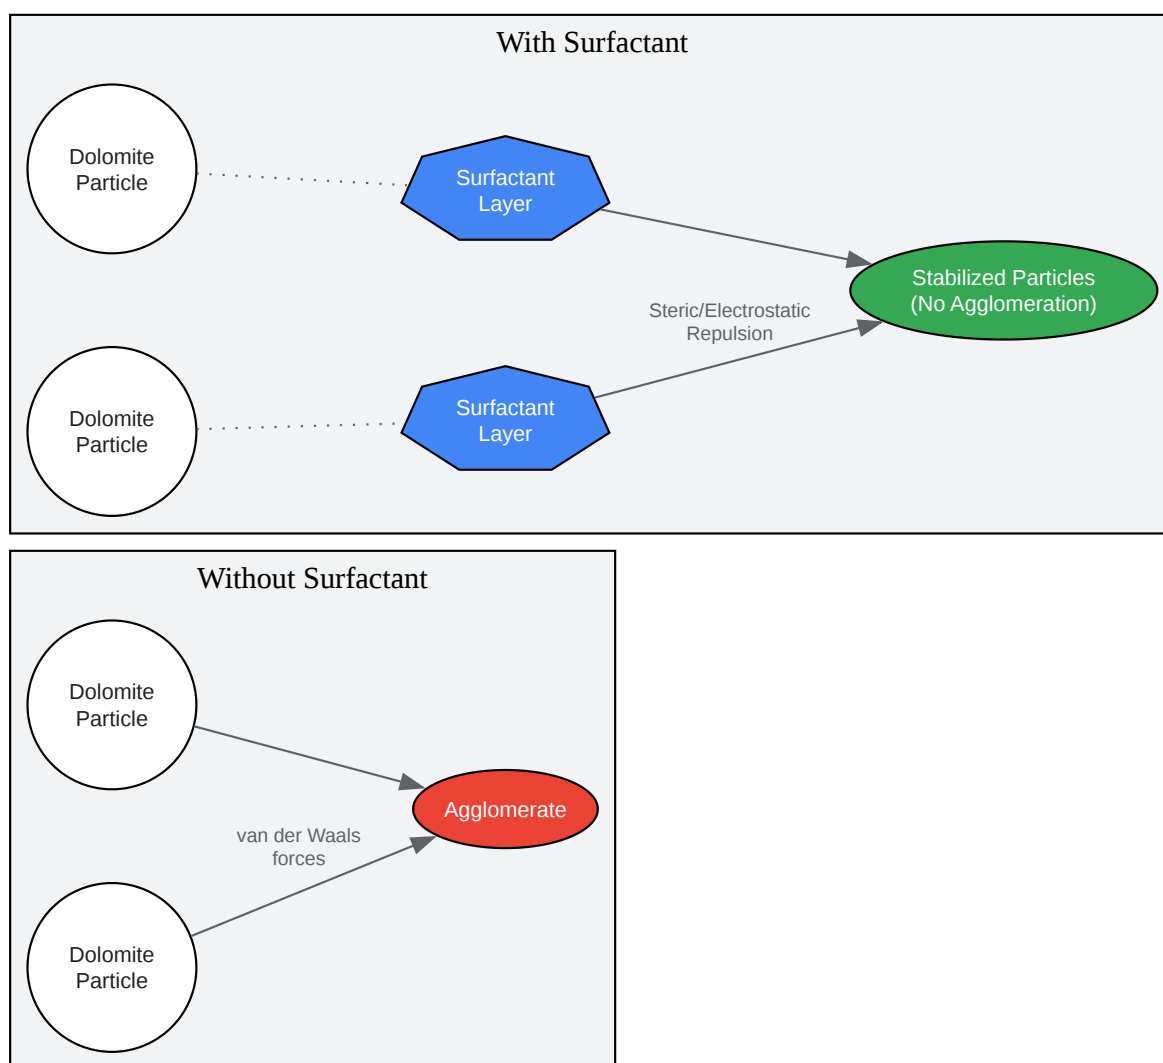 With Surfactant
Dolomite
Particle
Surfactant
Layer
Stabilized Particles
(No Agglomeration)
Steric/Electrostatic
Repulsion
Dolomite
Particle
Surfactant
Layer
Without Surfactant
Dolomite
Particle
Agglomerate
van der Waals
forces
Dolomite
Particle